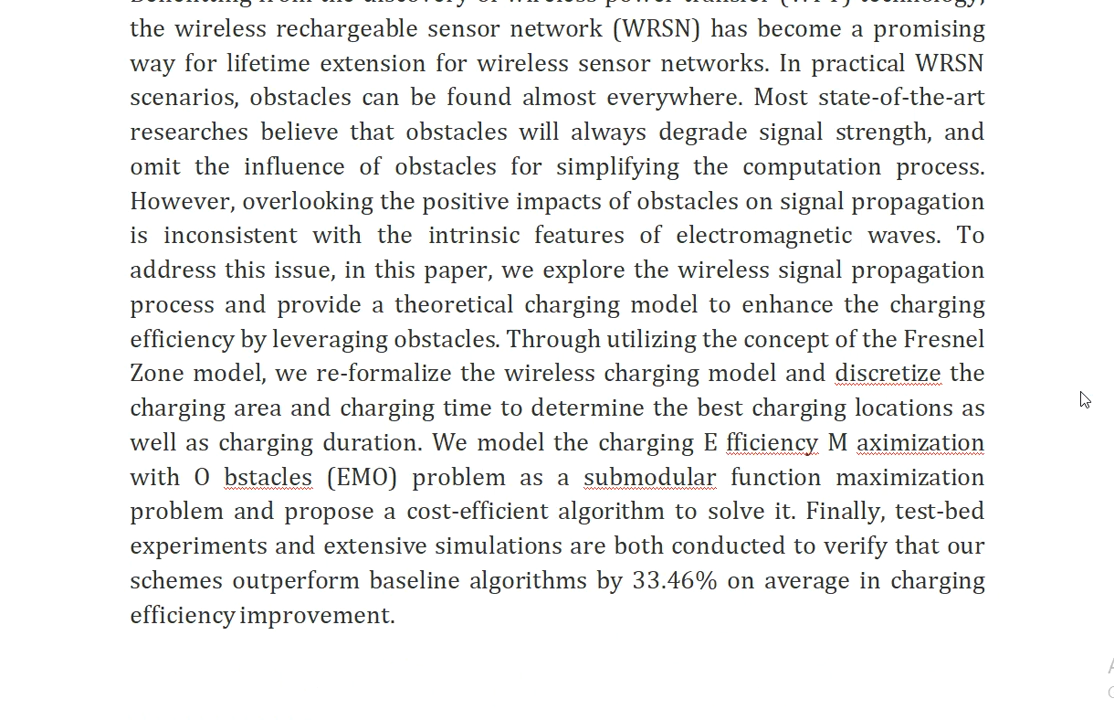 the wireless rechargeable sensor network (WRSN) has become a promising
way for lifetime extension for wireless sensor networks. In practical WRSN
scenarios, obstacles can be found almost everywhere. Most state-of-the-art
researches believe that obstacles will always degrade signal strength, and
omit the influence of obstacles for simplifying the computation process.
However, overlooking the positive impacts of obstacles on signal propagation
is inconsistent with the intrinsic features of electromagnetic waves. To
address this issue, in this paper, we explore the wireless signal propagation
process and provide a theoretical charging model to enhance the charging
efficiency by leveraging obstacles. Through utilizing the concept of the Fresnel
Zone model, we re-formalize the wireless charging model and discretize the
charging area and charging time to determine the best charging locations as
well as charging duration. We model the charging E fficiency M aximization
with O bstacles (EMO) problem as a submodular function maximization
problem and propose a cost-efficient algorithm to solve it. Finally, test-bed
experiments and extensive simulations are both conducted to verify that our
schemes outperform baseline algorithms by 33.46% on average in charging
efficiency improvement.